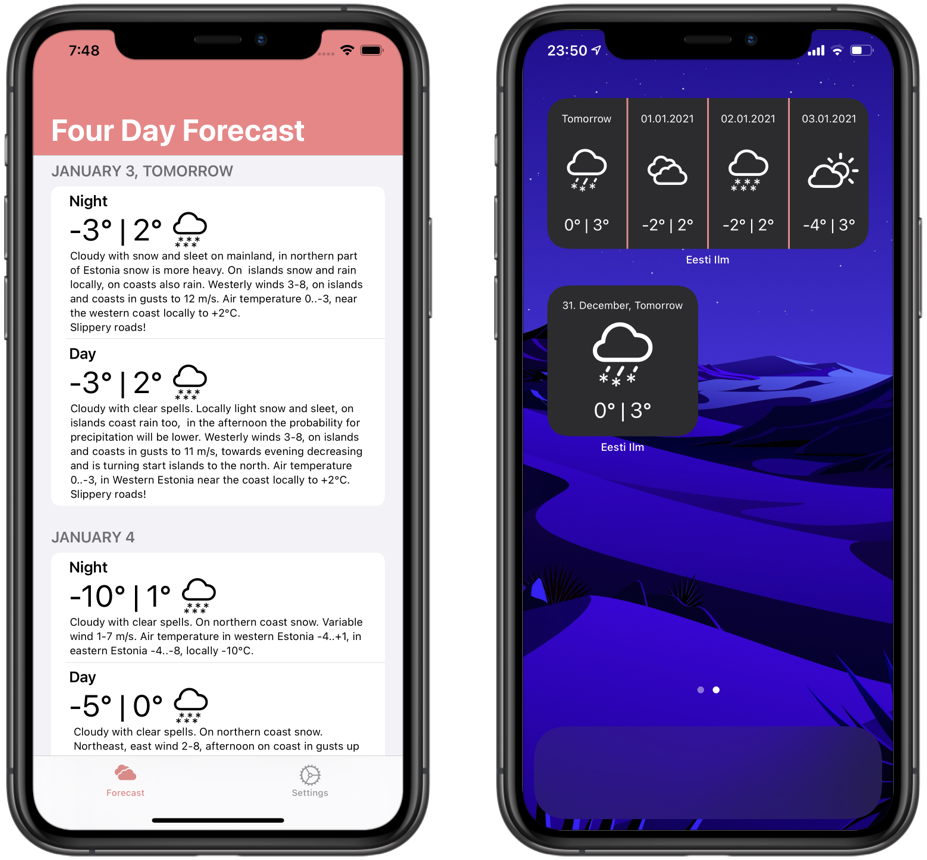 7:48
Four Day Forecast
JANUARY 3, TOMORROW
Night
-3° | 2°
Cloudy with snow and sleet on mainland, in northern part
of Estonia snow is more heavy. On  islands snow and rain
locally, on coasts also rain. Westerly winds 3-8, on islands
and coasts in gusts to 12 m/s. Air temperature 0..-3, near
the western coast locally to +2°C.
Slippery roads!
Day
-3° | 2°
Cloudy with clear spells. Locally light snow and sleet, on
islands coast rain too,  in the afternoon the probability for
precipitation will be lower. Westerly winds 3-8, on islands
and coasts in gusts to 11 m/s, towards evening decreasing
and is turning start islands to the north. Air temperature
0..-3, in Western Estonia near the coast locally to +2°C.
Slippery roads!
JANUARY 4
Night
-10° | 1°
Cloudy with clear spells. On northern coast snow. Variable
wind 1-7 m/s. Air temperature in western Estonia -4..+1, in
eastern Estonia -4..-8, locally -10°C.
Day
-5° | 0°
Cloudy with clear spells. On northern coast snow.
Northeast, east wind 2-8, afternoon on coast in gusts up
Forecast
Settings
23:50
Tomorrow
01.01.2021
02.01.2021
03.01.2021
0° | 3°
-2° | 2°
-2° | 2°
-4° | 3°
Eesti Ilm
31. December, Tomorrow
0° | 3°
Eesti Ilm